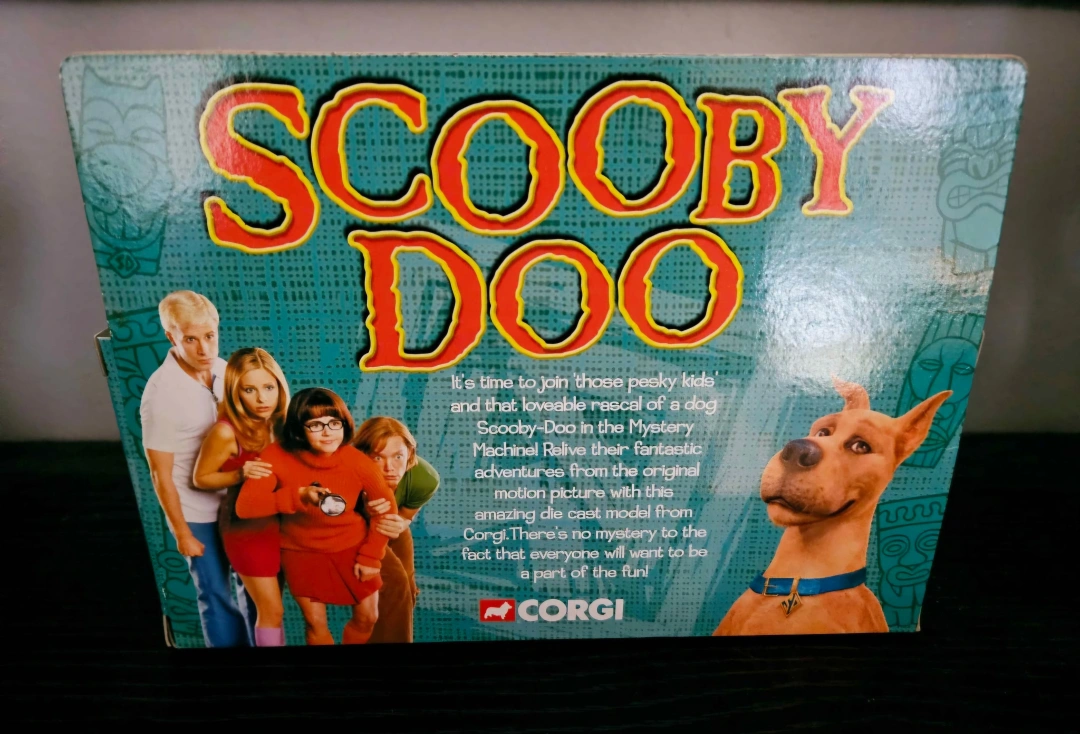 SCOOBY
DOO
It's time to join 'those pesky kids'
and that loveable rascal of a dog
Scooby-Doo in the Mystery
Machine! Relive their fantastic
adventures from the original
motion picture with this
amazing die cast model from
Corgi.There's no mystery to the
fact that everyone will want to be
a part of the fun!
CORGI